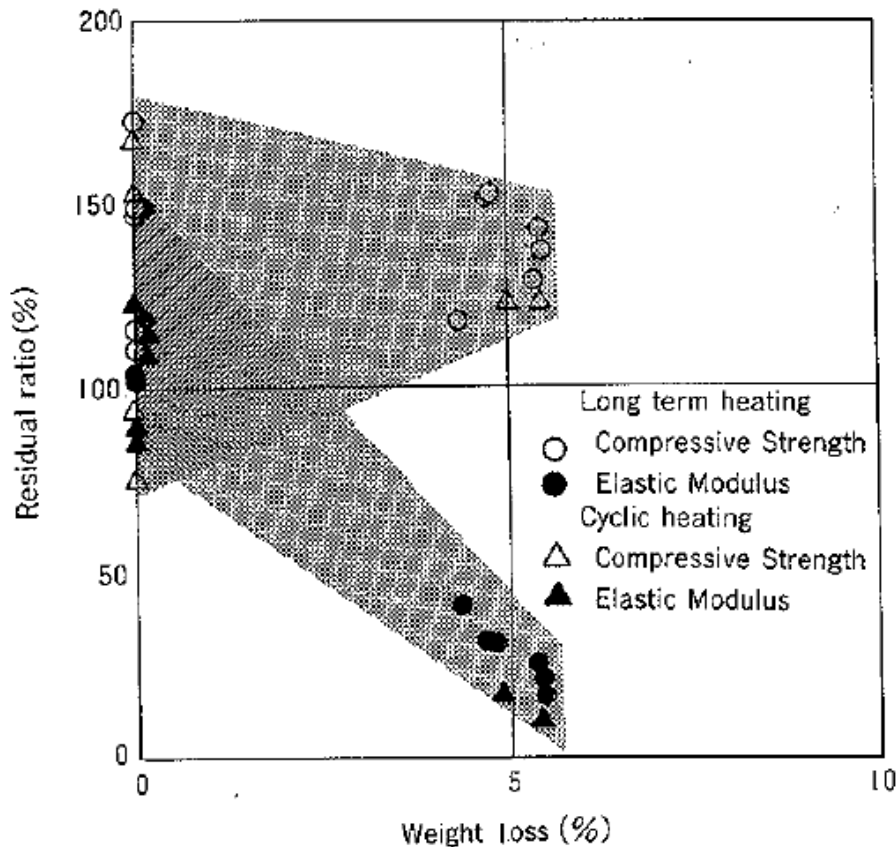 200
150
100
50
0
0
5
10
Residual ratio(%)
Weight Loss (%)
Long term heating
Compressive Strength
Elastic Modulus
Cyclic heating
Compressive Strength
Elastic Modulus